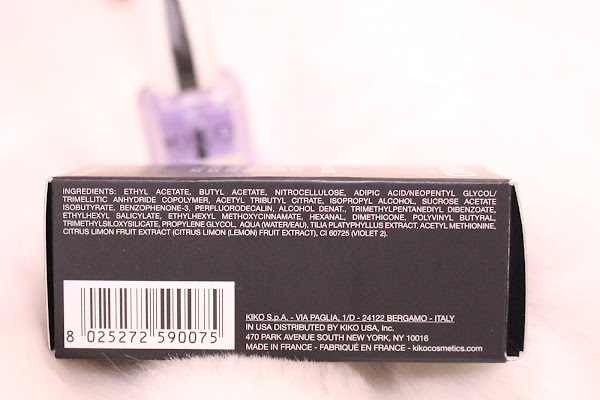 INGREDIENTS: ETHYL ACETATE, BUTYL ACETATE, NITROCELLULOSE, ADIPIC ACID/NEOPENTYL GLYCOL/
TRIMELLITIC ANHYDRIDE COPOLYMER, ACETYL TRIBUTYL CITRATE, ISOPROPYL ALCOHOL, SUCROSE ACETATE
ISOBUTYRATE, BENZOPHENONE-3, PERFLUORODECALIN, ALCOHOL DENAT., TRIMETHYLPENTANEDIYL DIBENZOATE,
ETHYLHEXYL SALICYLATE, ETHYLHEXYL METHOXYCINNAMATE, HEXANAL, DIMETHICONE, POLYVINYL BUTYRAL,
TRIMETHYLSILOXYSILICATE, PROPYLENE GLYCOL, AQUA (WATER/EAU), TILIA PLATYPHYLLUS EXTRACT, ACETYL METHIONINE,
CITRUS LIMON FRUIT EXTRACT (CITRUS LIMON (LEMON) FRUIT EXTRACT), CI 60725 (VIOLET 2).
8 025272 590075
KIKO S.p.A. - VIA PAGLIA, 1/D - 24122 BERGAMO - ITALY
IN USA DISTRIBUTED BY KIKO USA, Inc.
470 PARK AVENUE SOUTH NEW YORK, NY 10016
MADE IN FRANCE - FABRIQUÉ EN FRANCE - kikocosmetics.com